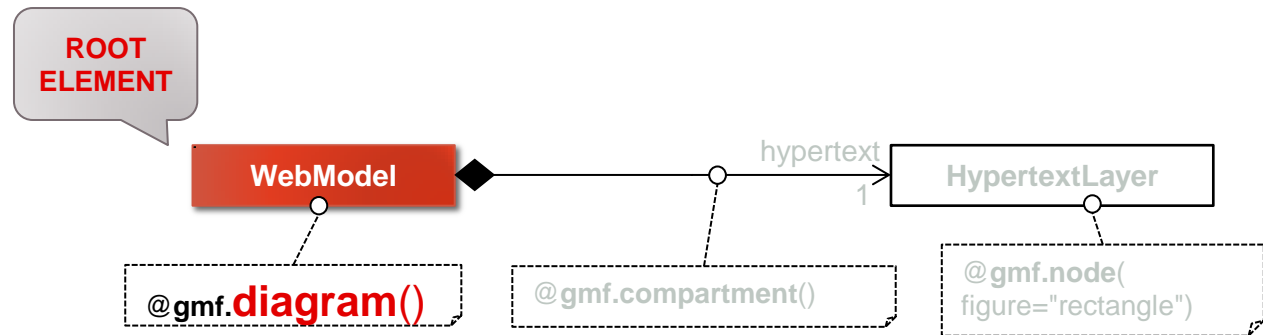 ROOT
ELEMENT
WebModel
hypertext
1
HypertextLayer
@gmf.diagram()
@gmf.compartment()
@gmf.node(
figure="rectangle")